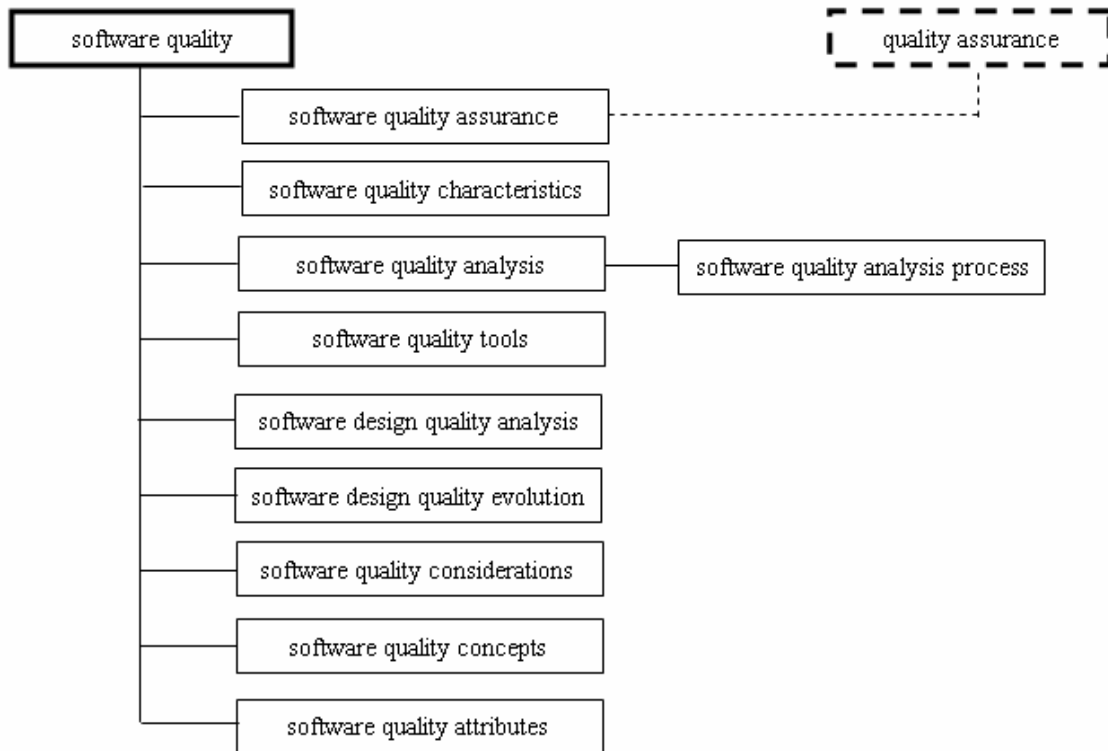 software quality
quality assurance
software quality assurance
software quality characteristics
software quality analysis
software quality analysis process
software quality tools
software design quality analysis
software design quality evolution
software quality considerations
software quality concepts
software quality attributes